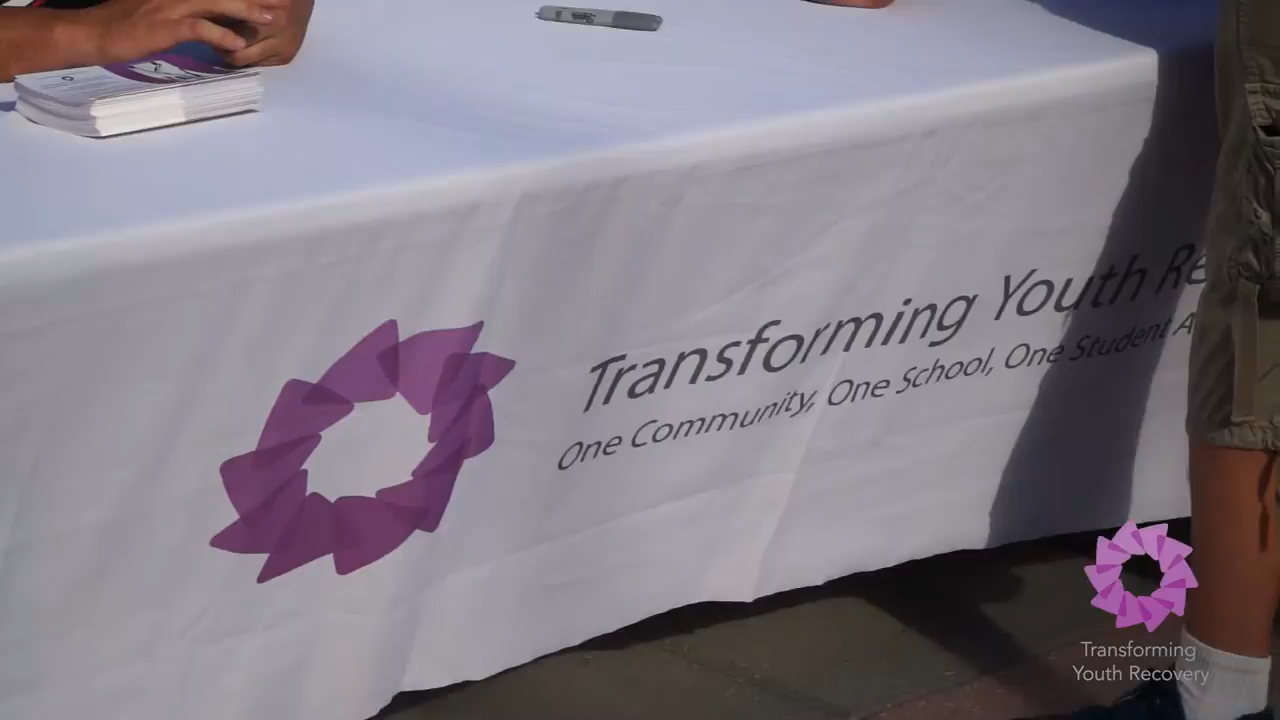 Transforming Youth Re
One Community, One School, One Student A
Transforming
Youth Recovery